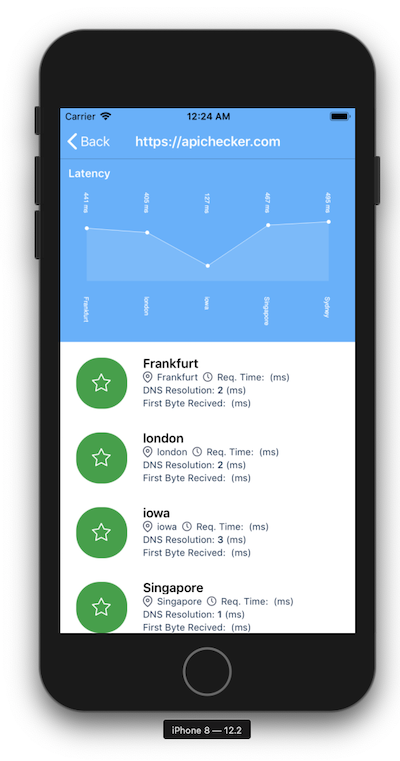 Carrier 12:24 AM
Back https://apichecker.com
Latency
441 ms 405 ms 127 ms 467 ms 495 ms
Frankfurt london iowa Singapore Sydney
Frankfurt
Frankfurt Req. Time: (ms)
DNS Resolution: 2 (ms)
First Byte Recived: (ms)
london
london Req. Time: (ms)
DNS Resolution: 2 (ms)
First Byte Recived: (ms)
iowa
iowa Req. Time: (ms)
DNS Resolution: 3 (ms)
First Byte Recived: (ms)
Singapore
Singapore Req. Time: (ms)
DNS Resolution: 1 (ms)
First Byte Recived: (ms)
iPhone 8 — 12.2